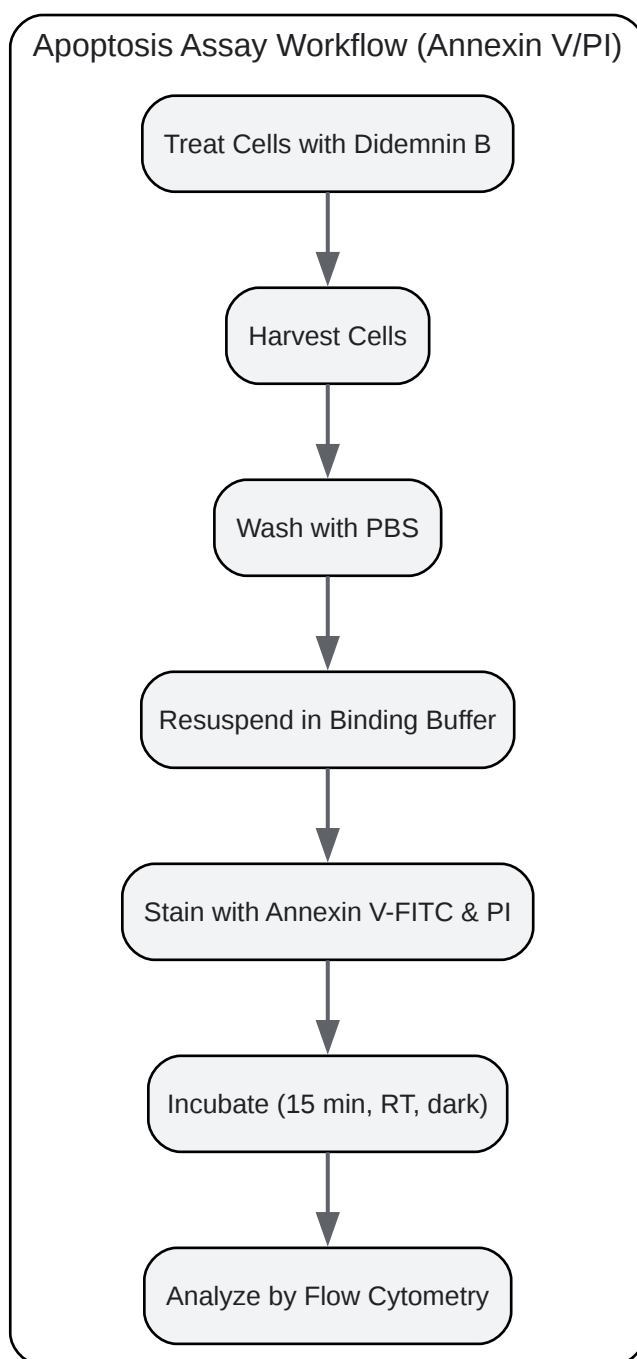 Apoptosis Assay Workflow (Annexin V/PI)
Treat Cells with Didemnin B
Harvest Cells
Wash with PBS
Resuspend in Binding Buffer
Stain with Annexin V-FITC & PI
Incubate (15 min, RT, dark)
Analyze by Flow Cytometry